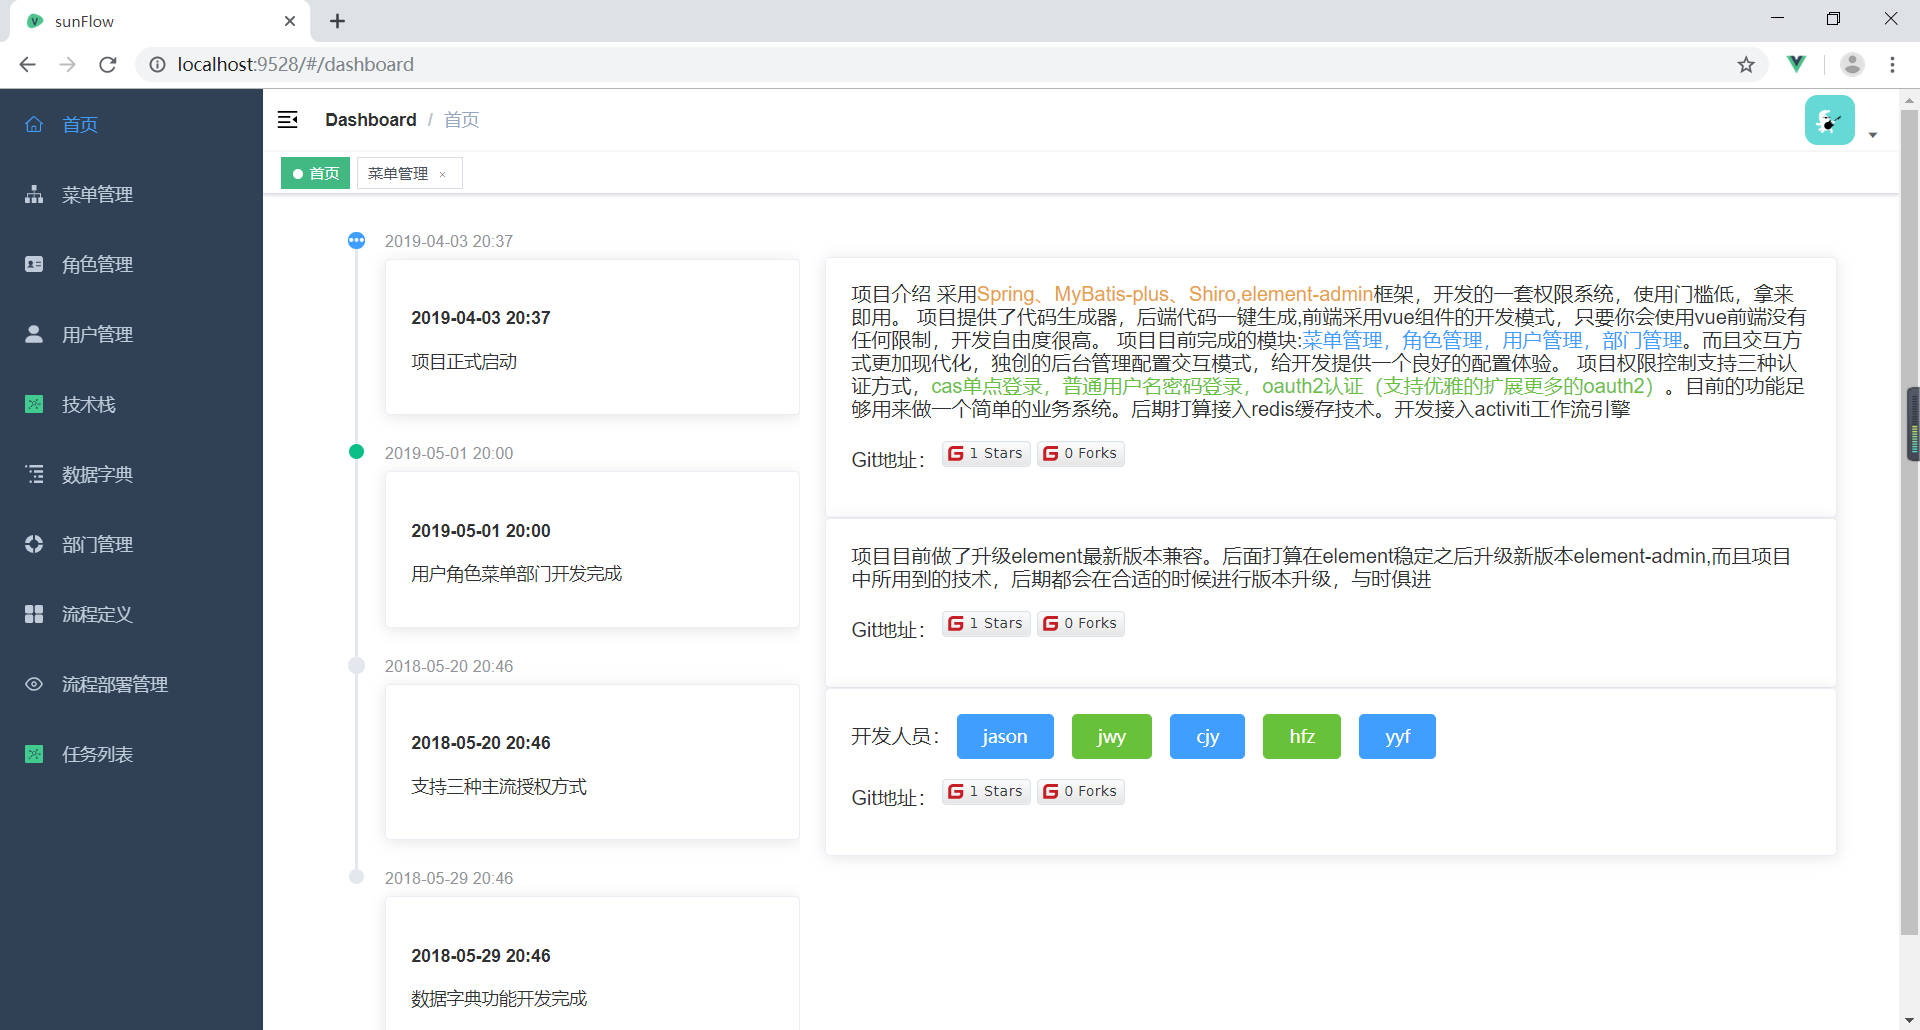 sunFlow
localhost:9528/#/dashboard
首页
菜单管理
角色管理
用户管理
技术栈
数据字典
部门管理
流程定义
流程部署管理
任务列表
Dashboard / 首页
首页 菜单管理 ×
2019-04-03 20:37
2019-04-03 20:37
项目正式启动
2019-05-01 20:00
2019-05-01 20:00
用户角色菜单部门开发完成
2018-05-20 20:46
2018-05-20 20:46
支持三种主流授权方式
2018-05-29 20:46
2018-05-29 20:46
数据字典功能开发完成
项目介绍 采用Spring、MyBatis-plus、Shiro,element-admin框架，开发的一套权限系统，使用门槛低，拿来
即用。 项目提供了代码生成器，后端代码一键生成,前端采用vue组件的开发模式，只要你会使用vue前端没有
任何限制，开发自由度很高。 项目目前完成的模块:菜单管理，角色管理，用户管理，部门管理。而且交互方
式更加现代化，独创的后台管理配置交互模式，给开发提供一个良好的配置体验。 项目权限控制支持三种认
证方式，cas单点登录，普通用户名密码登录，oauth2认证（支持优雅的扩展更多的oauth2）。目前的功能足
够用来做一个简单的业务系统。后期打算接入redis缓存技术。开发接入activiti工作流引擎
Git地址： 1 Stars 0 Forks
项目目前做了升级element最新版本兼容。后面打算在element稳定之后升级新版本element-admin,而且项目
中所用到的技术，后期都会在合适的时候进行版本升级，与时俱进
Git地址： 1 Stars 0 Forks
开发人员： jason jwy cjy hfz yyf
Git地址： 1 Stars 0 Forks